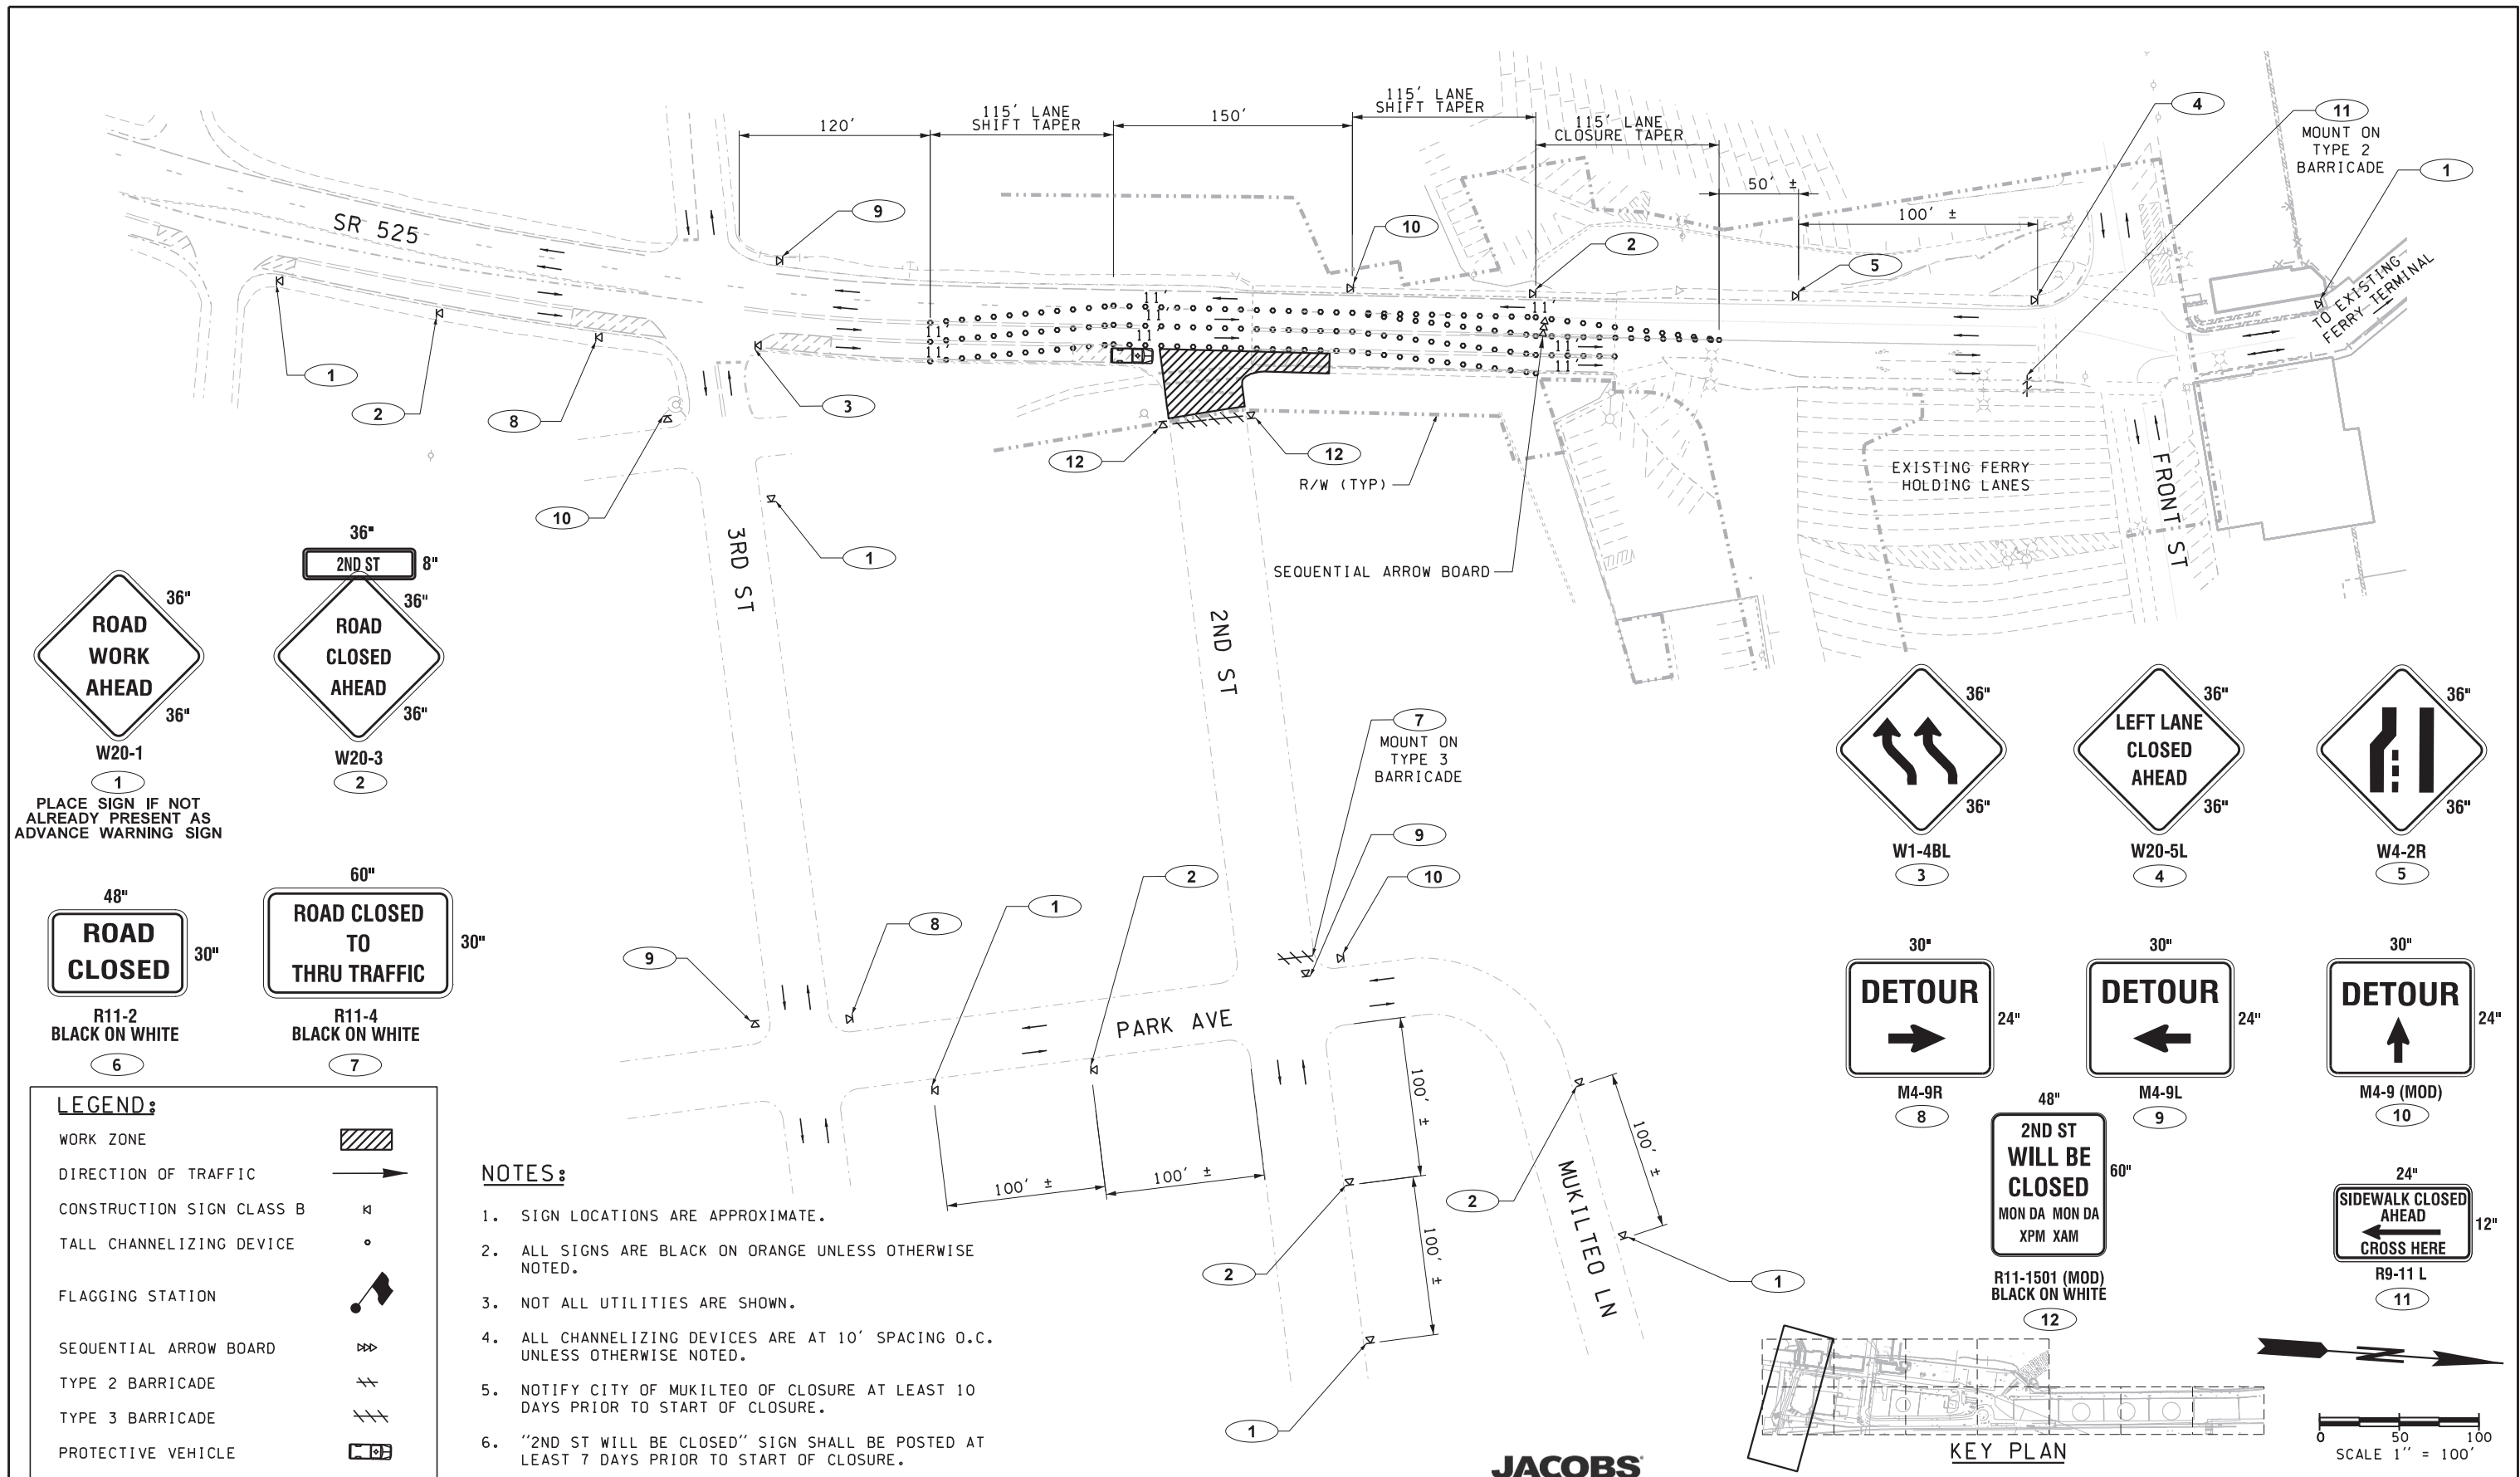 120'
115' LANE
SHIFT TAPER
150'
115' LANE
SHIFT TAPER
115' LANE
CLOSURE TAPER
50' ±
100' ±
4
11
MOUNT ON
TYPE 2
BARRICADE
1
9
10
2
5
SR 525
TO EXISTING
FERRY TERMINAL
11'
11'
11'
11
11'
11'
11'
11'
1
2
8
3
12
12
R/W (TYP)
10
1
EXISTING FERRY
HOLDING LANES
FRONT ST
SEQUENTIAL ARROW BOARD
3RD ST
2ND ST
36"
2ND ST
8"
ROAD
WORK
AHEAD
36"
36"
W20-1
1
PLACE SIGN IF NOT
ALREADY PRESENT AS
ADVANCE WARNING SIGN
ROAD
CLOSED
AHEAD
36"
36"
W20-3
2
48"
ROAD
CLOSED
30"
R11-2
BLACK ON WHITE
6
60"
ROAD CLOSED
TO
THRU TRAFFIC
30"
R11-4
BLACK ON WHITE
7
7
MOUNT ON
TYPE 3
BARRICADE
9
10
2
1
8
9
PARK AVE
100' ±
100' ±
100' ±
100' ±
100' ±
MUKILTEO LN
2
2
1
1
36"
36"
W1-4BL
3
LEFT LANE
CLOSED
AHEAD
36"
36"
W20-5L
4
36"
36"
W4-2R
5
30"
DETOUR
24"
M4-9R
8
30"
DETOUR
24"
M4-9L
9
30"
DETOUR
24"
M4-9 (MOD)
10
48"
2ND ST
WILL BE
CLOSED
MON DA MON DA
XPM XAM
60"
R11-1501 (MOD)
BLACK ON WHITE
12
24"
SIDEWALK CLOSED
AHEAD
CROSS HERE
12"
R9-11 L
11
LEGEND:
WORK ZONE
DIRECTION OF TRAFFIC
CONSTRUCTION SIGN CLASS B
TALL CHANNELIZING DEVICE
FLAGGING STATION
SEQUENTIAL ARROW BOARD
TYPE 2 BARRICADE
TYPE 3 BARRICADE
PROTECTIVE VEHICLE
NOTES:
1. SIGN LOCATIONS ARE APPROXIMATE.
2. ALL SIGNS ARE BLACK ON ORANGE UNLESS OTHERWISE
NOTED.
3. NOT ALL UTILITIES ARE SHOWN.
4. ALL CHANNELIZING DEVICES ARE AT 10' SPACING O.C.
UNLESS OTHERWISE NOTED.
5. NOTIFY CITY OF MUKILTEO OF CLOSURE AT LEAST 10
DAYS PRIOR TO START OF CLOSURE.
6. "2ND ST WILL BE CLOSED" SIGN SHALL BE POSTED AT
LEAST 7 DAYS PRIOR TO START OF CLOSURE.
JACOBS
KEY PLAN
N
0 50 100
SCALE 1" = 100'